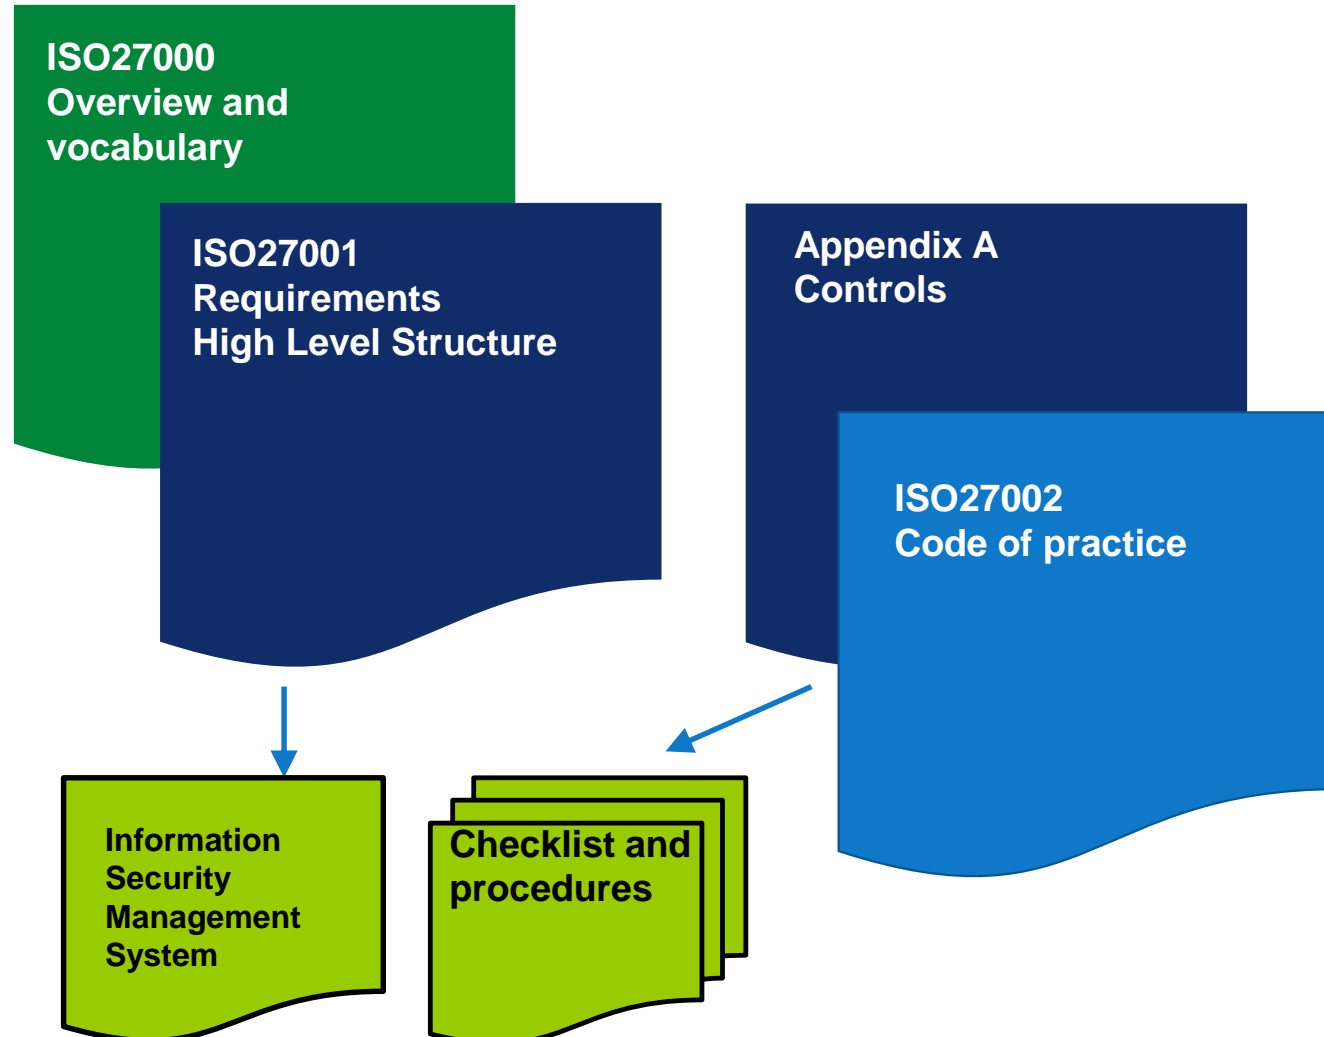 ISO27000
Overview and
vocabulary
ISO27001
Requirements
High Level Structure
Appendix A
Controls
ISO27002
Code of practice
Information
Security
Management
System
Checklist and
procedures